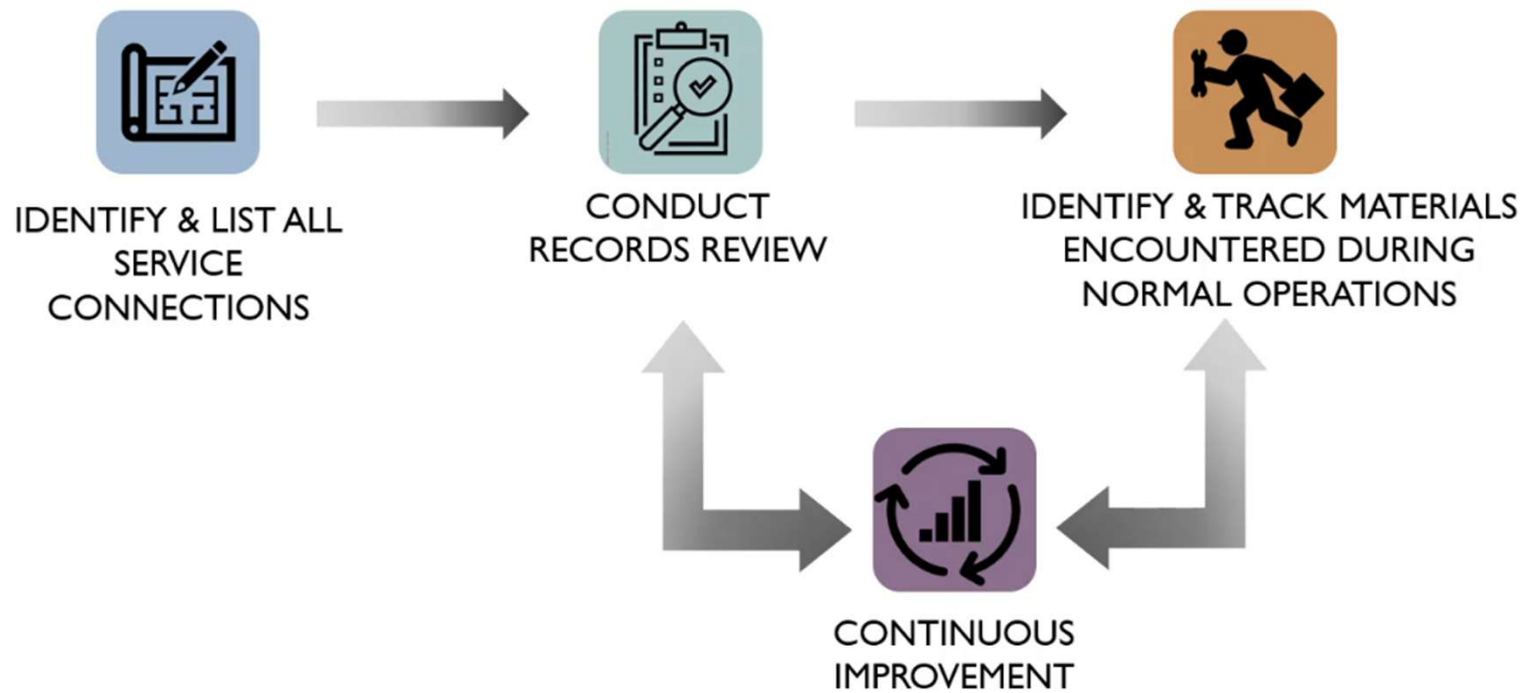 IDENTIFY & LIST ALL
SERVICE
CONNECTIONS
CONDUCT
RECORDS REVIEW
IDENTIFY & TRACK MATERIALS
ENCOUNTERED DURING
NORMAL OPERATIONS
CONTINUOUS
IMPROVEMENT